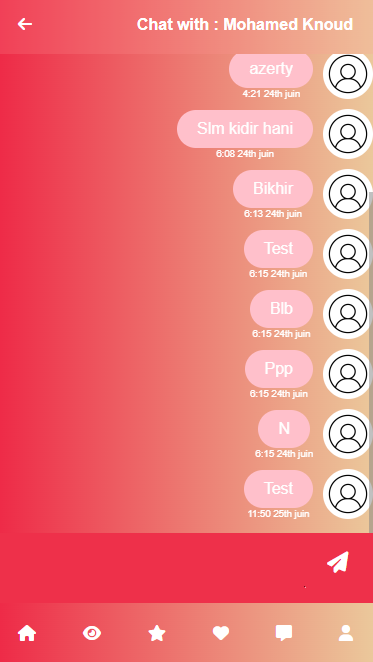 Chat with : Mohamed Knoud
azerty
4:21 24th juin
Slm kidir hani
6:08 24th juin
Bikhir
6:13 24th juin
Test
6:15 24th juin
Blb
6:15 24th juin
Ppp
6:15 24th juin
N
6:15 24th juin
Test
11:50 25th juin